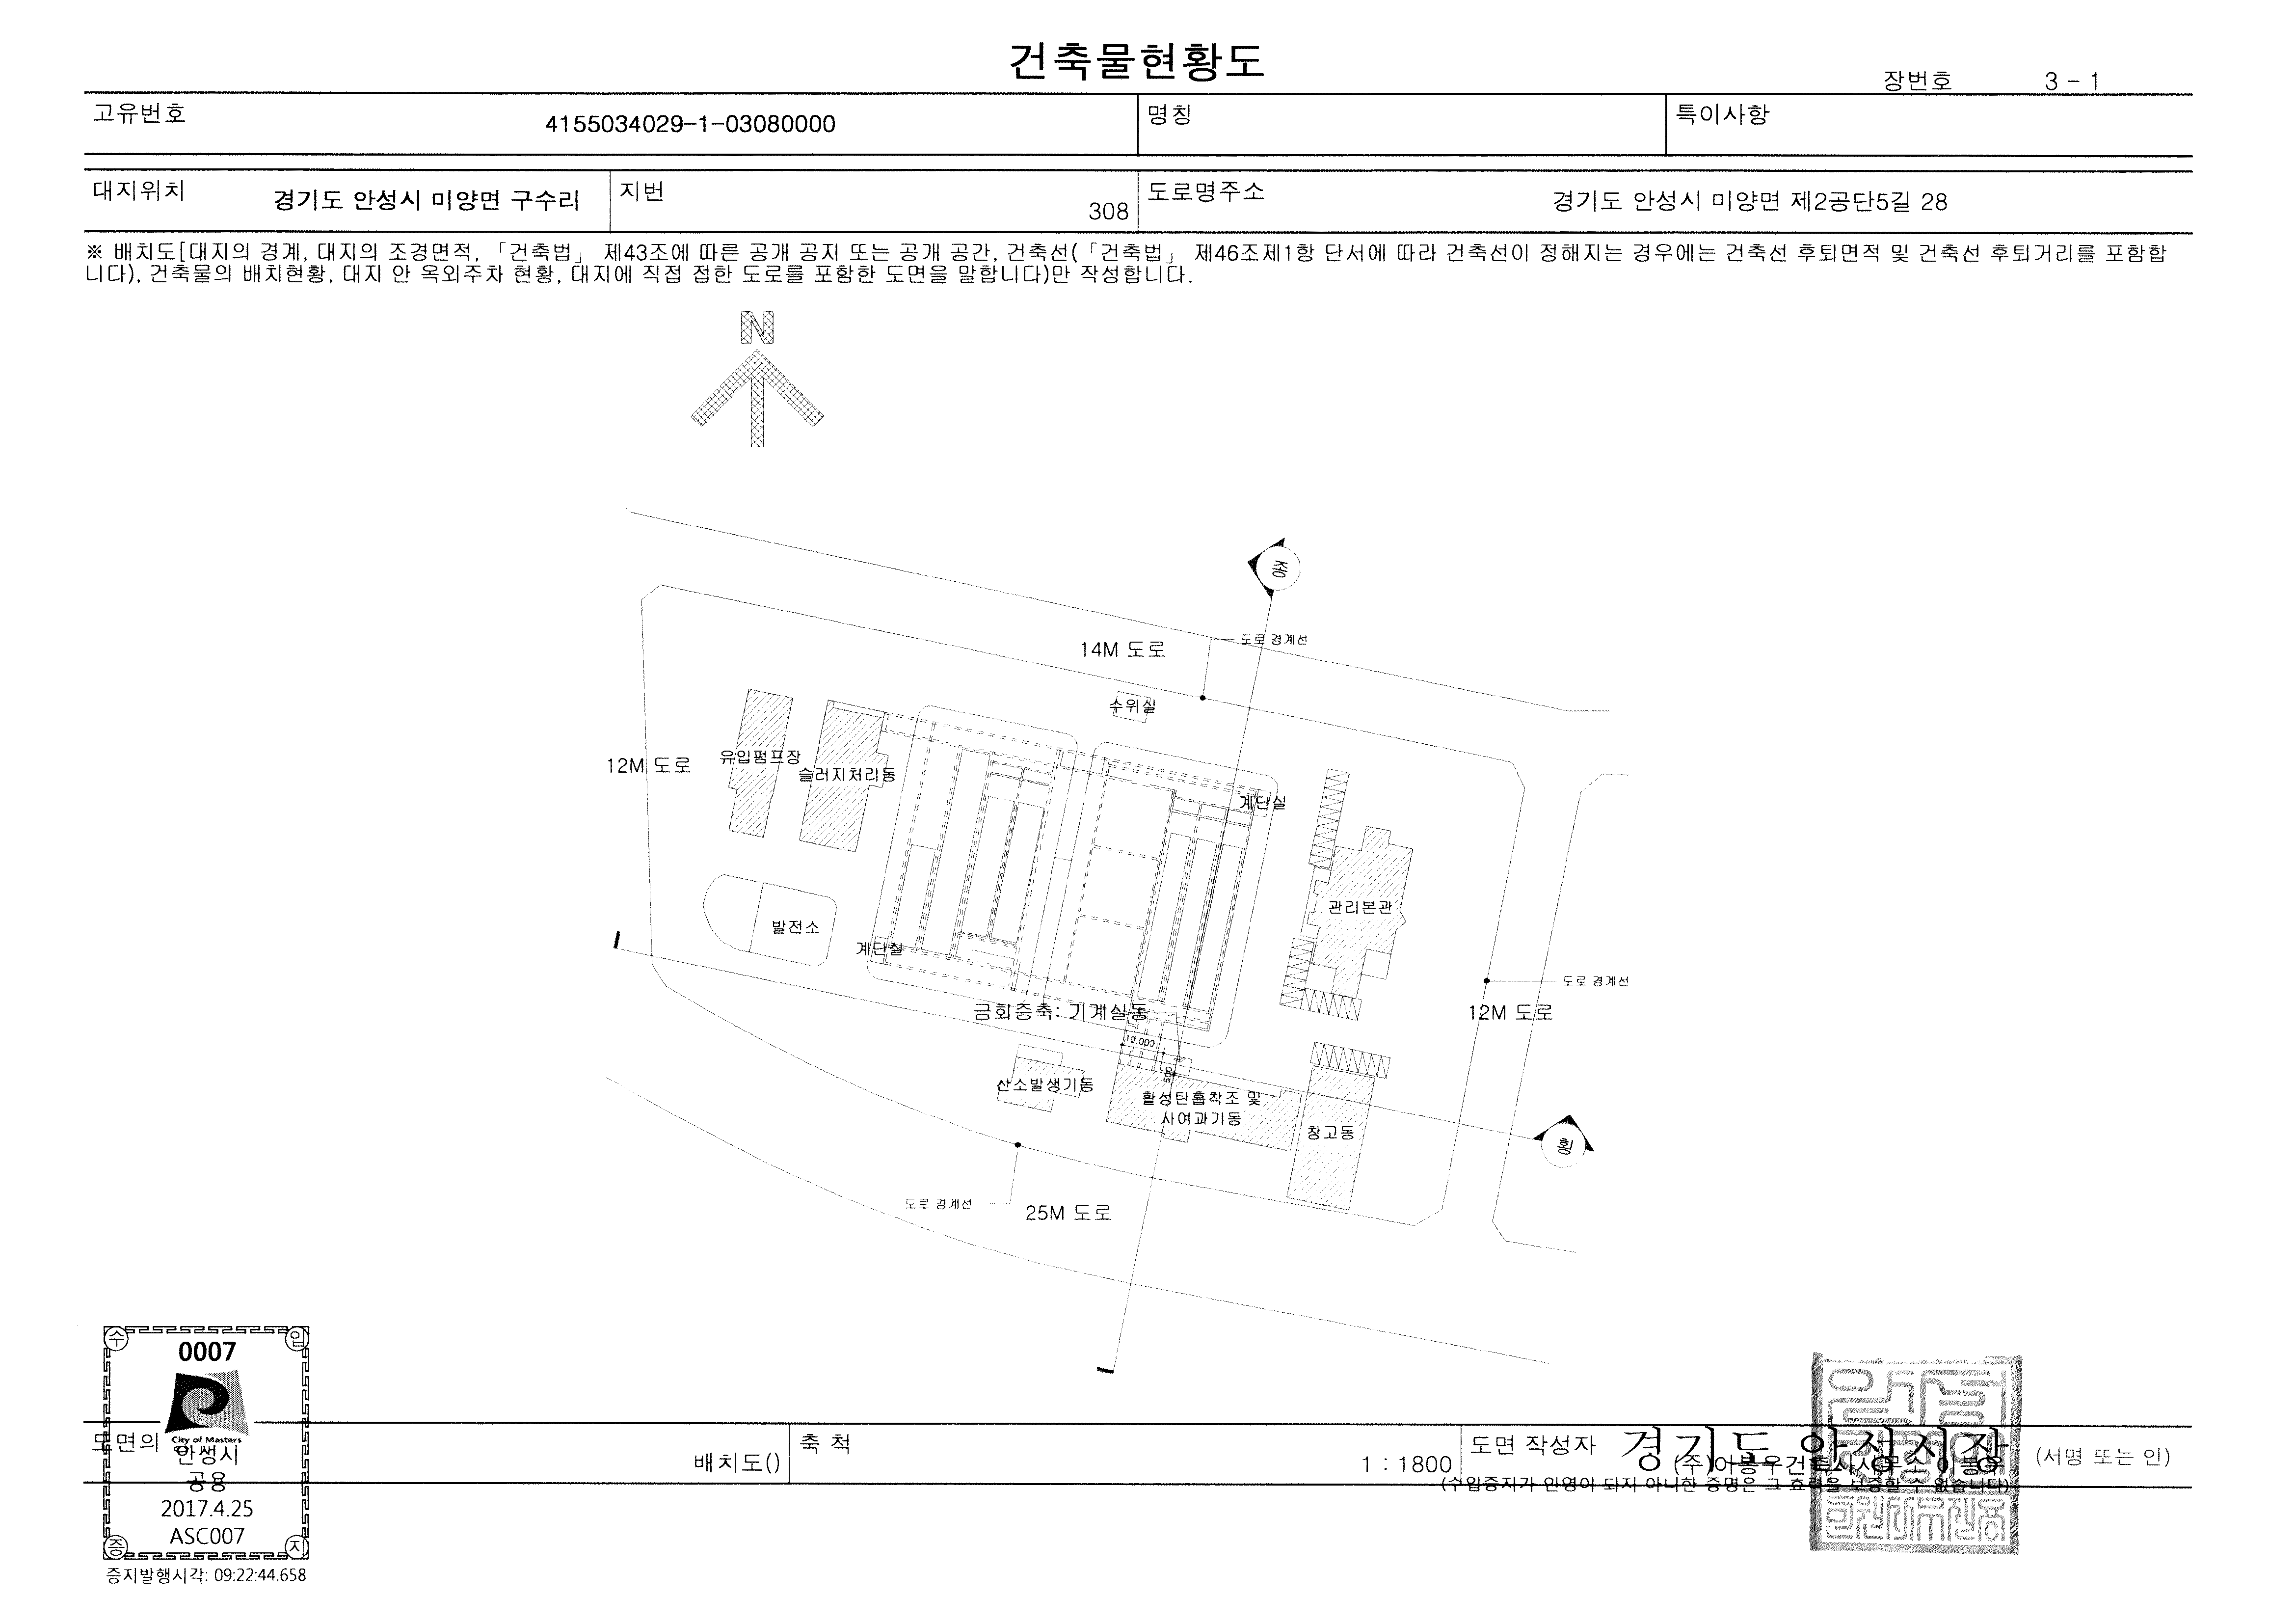 건축물현황도
장번호 3 - 1
고유번호 4155034029-1-03080000 명칭 특이사항
대지위치 경기도 안성시 미양면 구수리 지번 308 도로명주소 경기도 안성시 미양면 제2공단5길 28
※ 배치도[대지의 경계, 대지의 조경면적, 「건축법」 제43조에 따른 공개 공지 또는 공개 공간, 건축선(「건축법」 제46조제1항 단서에 따라 건축선이 정해지는 경우에는 건축선 후퇴면적 및 건축선 후퇴거리를 포함합
니다), 건축물의 배치현황, 대지 안 옥외주차 현황, 대지에 직접 접한 도로를 포함한 도면을 말합니다)만 작성합니다.
N
종
14M 도로
도로 경계선
수위실
12M 도로
유입펌프장
슬러지처리동
계단실
관리본관
발전소
계단실
도로 경계선
금회증축: 기계실동
12M 도로
10,000
500
산소발생기동
활성탄흡착조 및
사여과기동
창고동
횡
도로 경계선
25M 도로
수 입
0007
City of Masters
안성시
공용
2017.4.25
ASC007
증 지
증지발행시각: 09:22:44.658
도면의 배치도() 축 척 1 : 1800 도면 작성자 경기도 안성시장 (서명 또는 인)
(수입증지가 인영이 되지 아니한 증명은 그 효력을 보증할 수 없습니다)